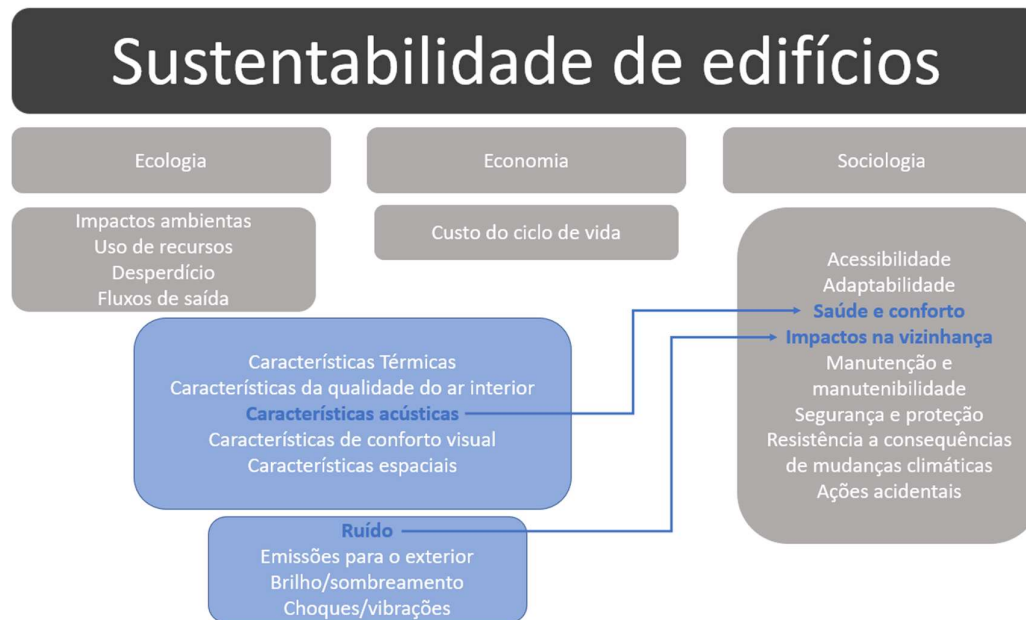 Sustentabilidade de edifícios
Ecologia
Economia
Sociologia
Impactos ambientas
Uso de recursos
Desperdício
Fluxos de saída
Custo do ciclo de vida
Acessibilidade
Adaptabilidade
Saúde e conforto
Impactos na vizinhança
Manutenção e
manutenibilidade
Segurança e proteção
Resistência a consequências
de mudanças climáticas
Ações acidentais
Características Térmicas
Características da qualidade do ar interior
Características acústicas
Características de conforto visual
Características espaciais
Ruído
Emissões para o exterior
Brilho/sombreamento
Choques/vibrações